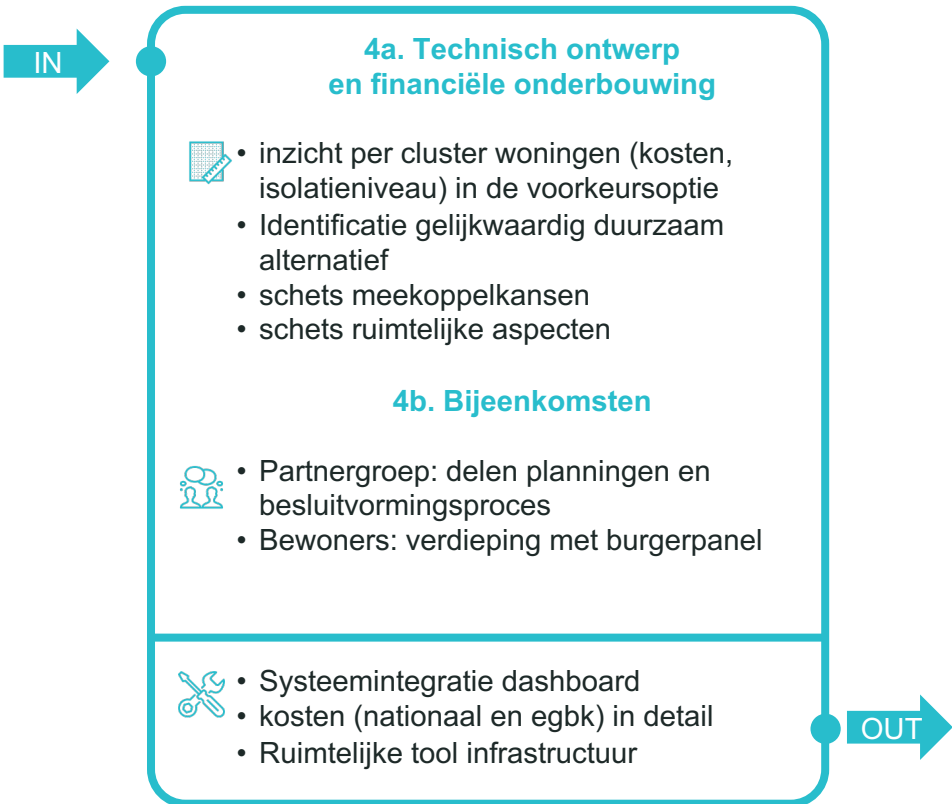 IN
4a. Technisch ontwerp
en financiële onderbouwing
• inzicht per cluster woningen (kosten,
isolatieniveau) in de voorkeursoptie
• Identificatie gelijkwaardig duurzaam
alternatief
• schets meekoppelkansen
• schets ruimtelijke aspecten
4b. Bijeenkomsten
• Partnergroep: delen planningen en
besluitvormingsproces
• Bewoners: verdieping met burgerpanel
• Systeemintegratie dashboard
• kosten (nationaal en egbk) in detail
• Ruimtelijke tool infrastructuur
OUT